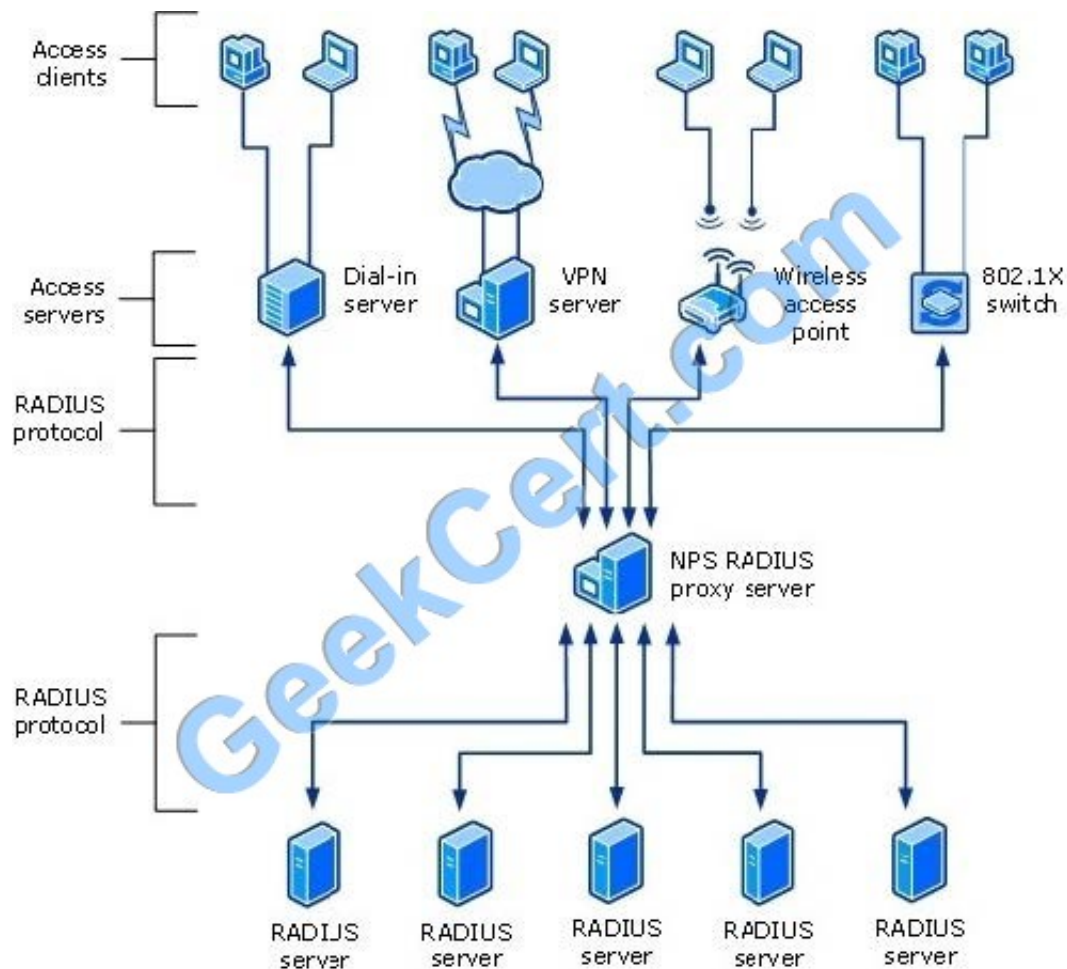 Access
clients
Access
servers
Dial-in
server
VPN
server
Wireless
access
point
802.1X
switch
RADIUS
protocol
NPS RADIUS
proxy server
RADIUS
protocol
RADIUS
server
RADIUS
server
RADIUS
server
RADIUS
server
RADIUS
server
GeekCert.com